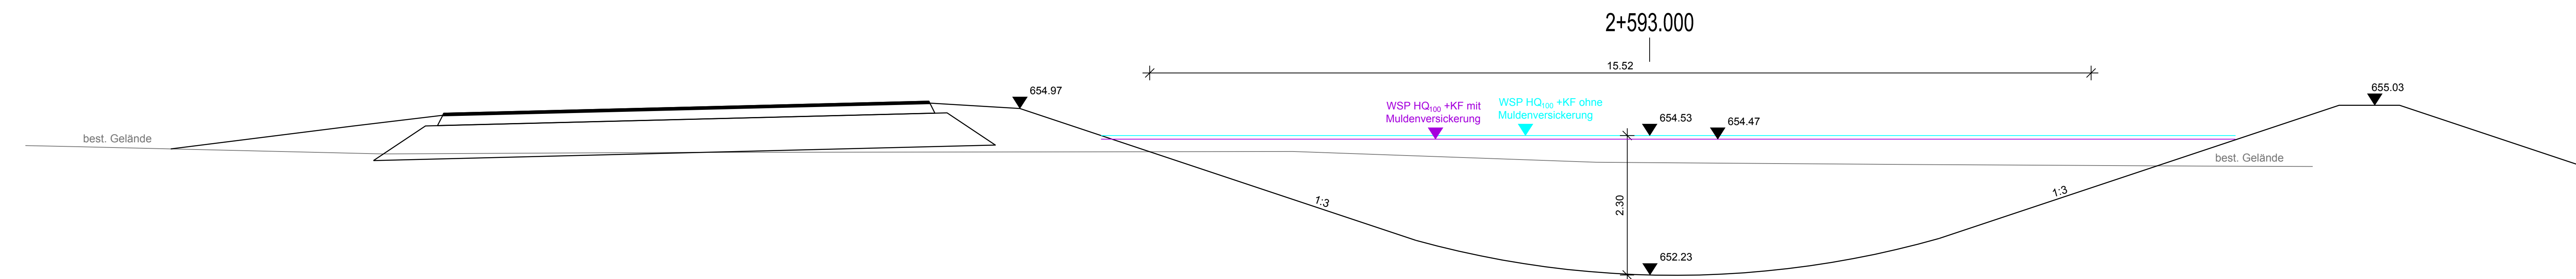 2+593.000
15.52
654.97
655.03
WSP HQ100 +KF mit
Muldenversickerung
WSP HQ100 +KF ohne
Muldenversickerung
654.53
654.47
best. Gelände
best. Gelände
1:3
2.30
1:3
652.23